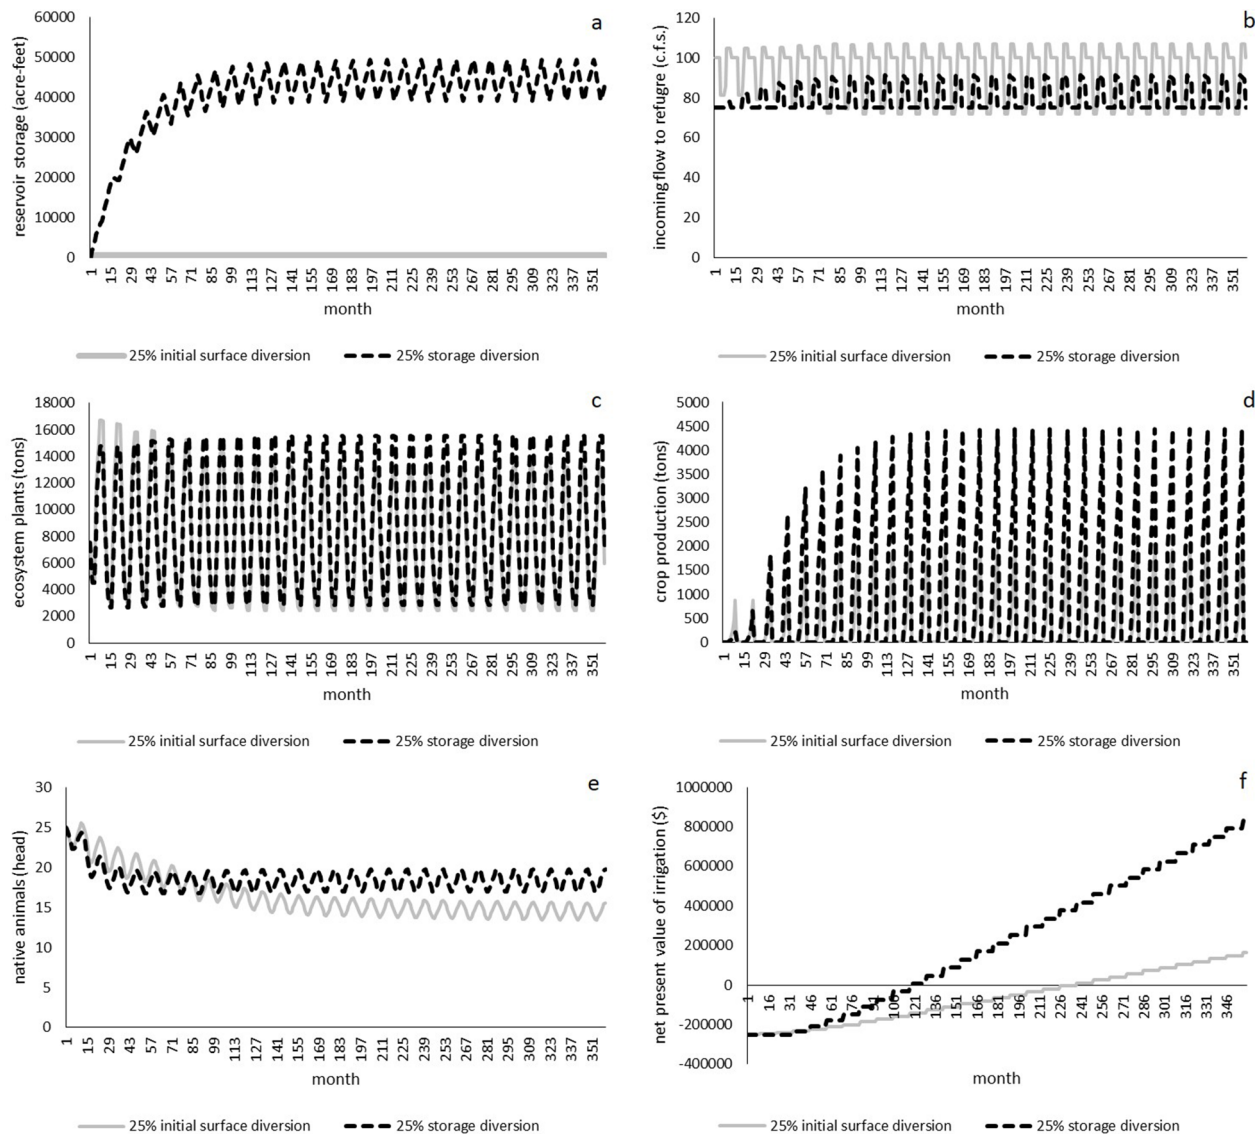 a
reservoir storage (acre-feet)
60000
50000
40000
30000
20000
10000
0
1 15 29 43 57 71 85 99 113 127 141 155 169 183 197 211 225 239 253 267 281 295 309 323 337 351
month
25% initial surface diversion 25% storage diversion
b
incoming flow to refugre (c.f.s.)
120
100
80
60
40
20
0
1 15 29 43 57 71 85 99 113 127 141 155 169 183 197 211 225 239 253 267 281 295 309 323 337 351
month
25% initial surface diversion 25% storage diversion
c
ecosystem plants (tons)
18000
16000
14000
12000
10000
8000
6000
4000
2000
0
1 15 29 43 57 71 85 99 113 127 141 155 169 183 197 211 225 239 253 267 281 295 309 323 337 351
month
25% initial surface diversion 25% storage diversion
d
crop production (tons)
5000
4500
4000
3500
3000
2500
2000
1500
1000
500
0
1 15 29 43 57 71 85 99 113 127 141 155 169 183 197 211 225 239 253 267 281 295 309 323 337 351
month
25% initial surface diversion 25% storage diversion
e
native animals (head)
30
25
20
15
10
5
0
1 15 29 43 57 71 85 99 113 127 141 155 169 183 197 211 225 239 253 267 281 295 309 323 337 351
month
25% initial surface diversion 25% storage diversion
f
net present value of irrigation ($)
1000000
800000
600000
400000
200000
0
-200000
-400000
1 16 31 46 61 76 91 106 121 136 151 166 181 196 211 226 241 256 271 286 301 316 331 346
month
25% initial surface diversion 25% storage diversion